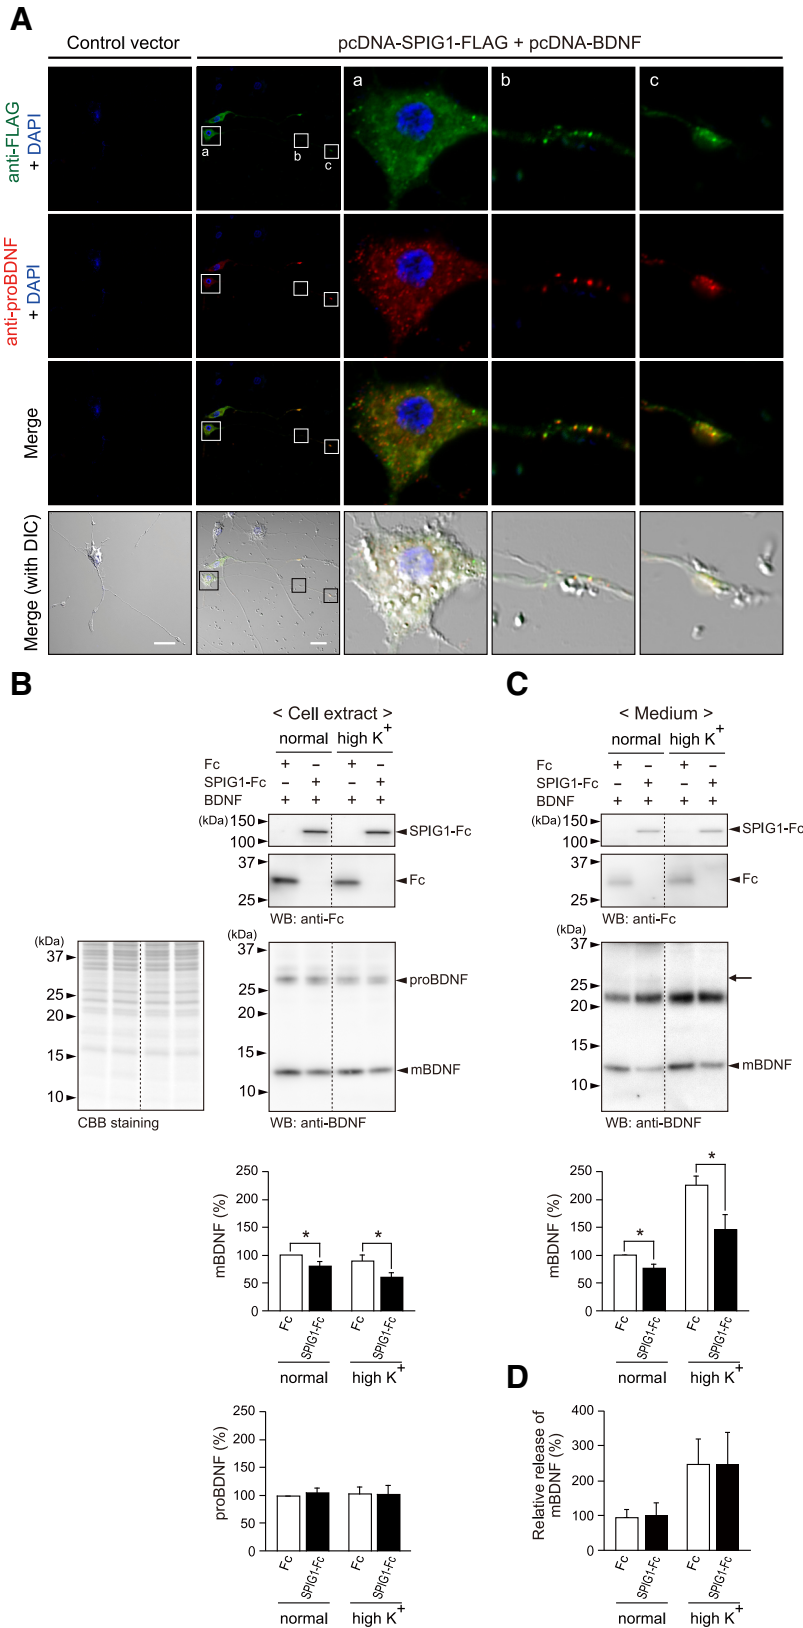 A
Control vector
pcDNA-SPIG1-FLAG + pcDNA-BDNF
anti-FLAG
+ DAPI
a
b
c
a
b
c
anti-proBDNF
+ DAPI
Merge
Merge (with DIC)
B
< Cell extract >
normal high K+
Fc + – + –
SPIG1-Fc – + – +
BDNF + + + +
(kDa) 150
100
SPIG1-Fc
37
25
Fc
WB: anti-Fc
(kDa)
37
25
20
15
10
CBB staining
(kDa)
37
25
20
15
10
proBDNF
mBDNF
WB: anti-BDNF
mBDNF (%)
250
200
150
100
50
0
* *
Fc SPIG1-Fc Fc SPIG1-Fc
normal high K+
proBDNF (%)
250
200
150
100
50
0
Fc SPIG1-Fc Fc SPIG1-Fc
normal high K+
C
< Medium >
normal high K+
Fc + – + –
SPIG1-Fc – + – +
BDNF + + + +
(kDa) 150
100
SPIG1-Fc
37
25
Fc
WB: anti-Fc
(kDa)
37
25
20
15
10
mBDNF
WB: anti-BDNF
mBDNF (%)
250
200
150
100
50
0
* *
Fc SPIG1-Fc Fc SPIG1-Fc
normal high K+
D
Relative release of
mBDNF (%)
400
300
200
100
0
Fc SPIG1-Fc Fc SPIG1-Fc
normal high K+